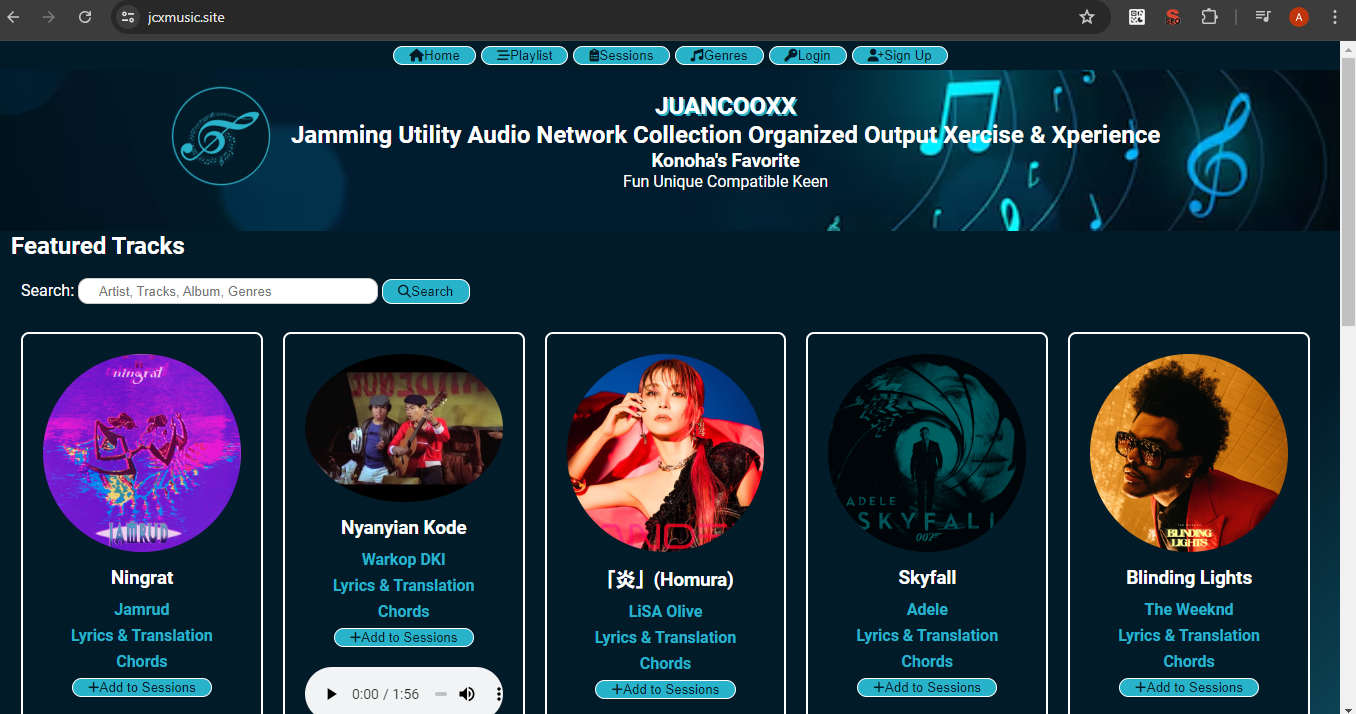 jcxmusic.site
A
Home Playlist Sessions Genres Login Sign Up
JUANCOOXX
Jamming Utility Audio Network Collection Organized Output Xercise & Xperience
Konoha's Favorite
Fun Unique Compatible Keen
Featured Tracks
Search: Artist, Tracks, Album, Genres Search
ningrat
JAMRUD
Ningrat
Jamrud
Lyrics & Translation
Chords
+Add to Sessions
Nyanyian Kode
Warkop DKI
Lyrics & Translation
Chords
+Add to Sessions
0:00 / 1:56
「炎」(Homura)
LiSA Olive
Lyrics & Translation
Chords
+Add to Sessions
ADELE
SKYFALL
007
Skyfall
Adele
Lyrics & Translation
Chords
+Add to Sessions
BLINDING
LIGHTS
Blinding Lights
The Weeknd
Lyrics & Translation
Chords
+Add to Sessions